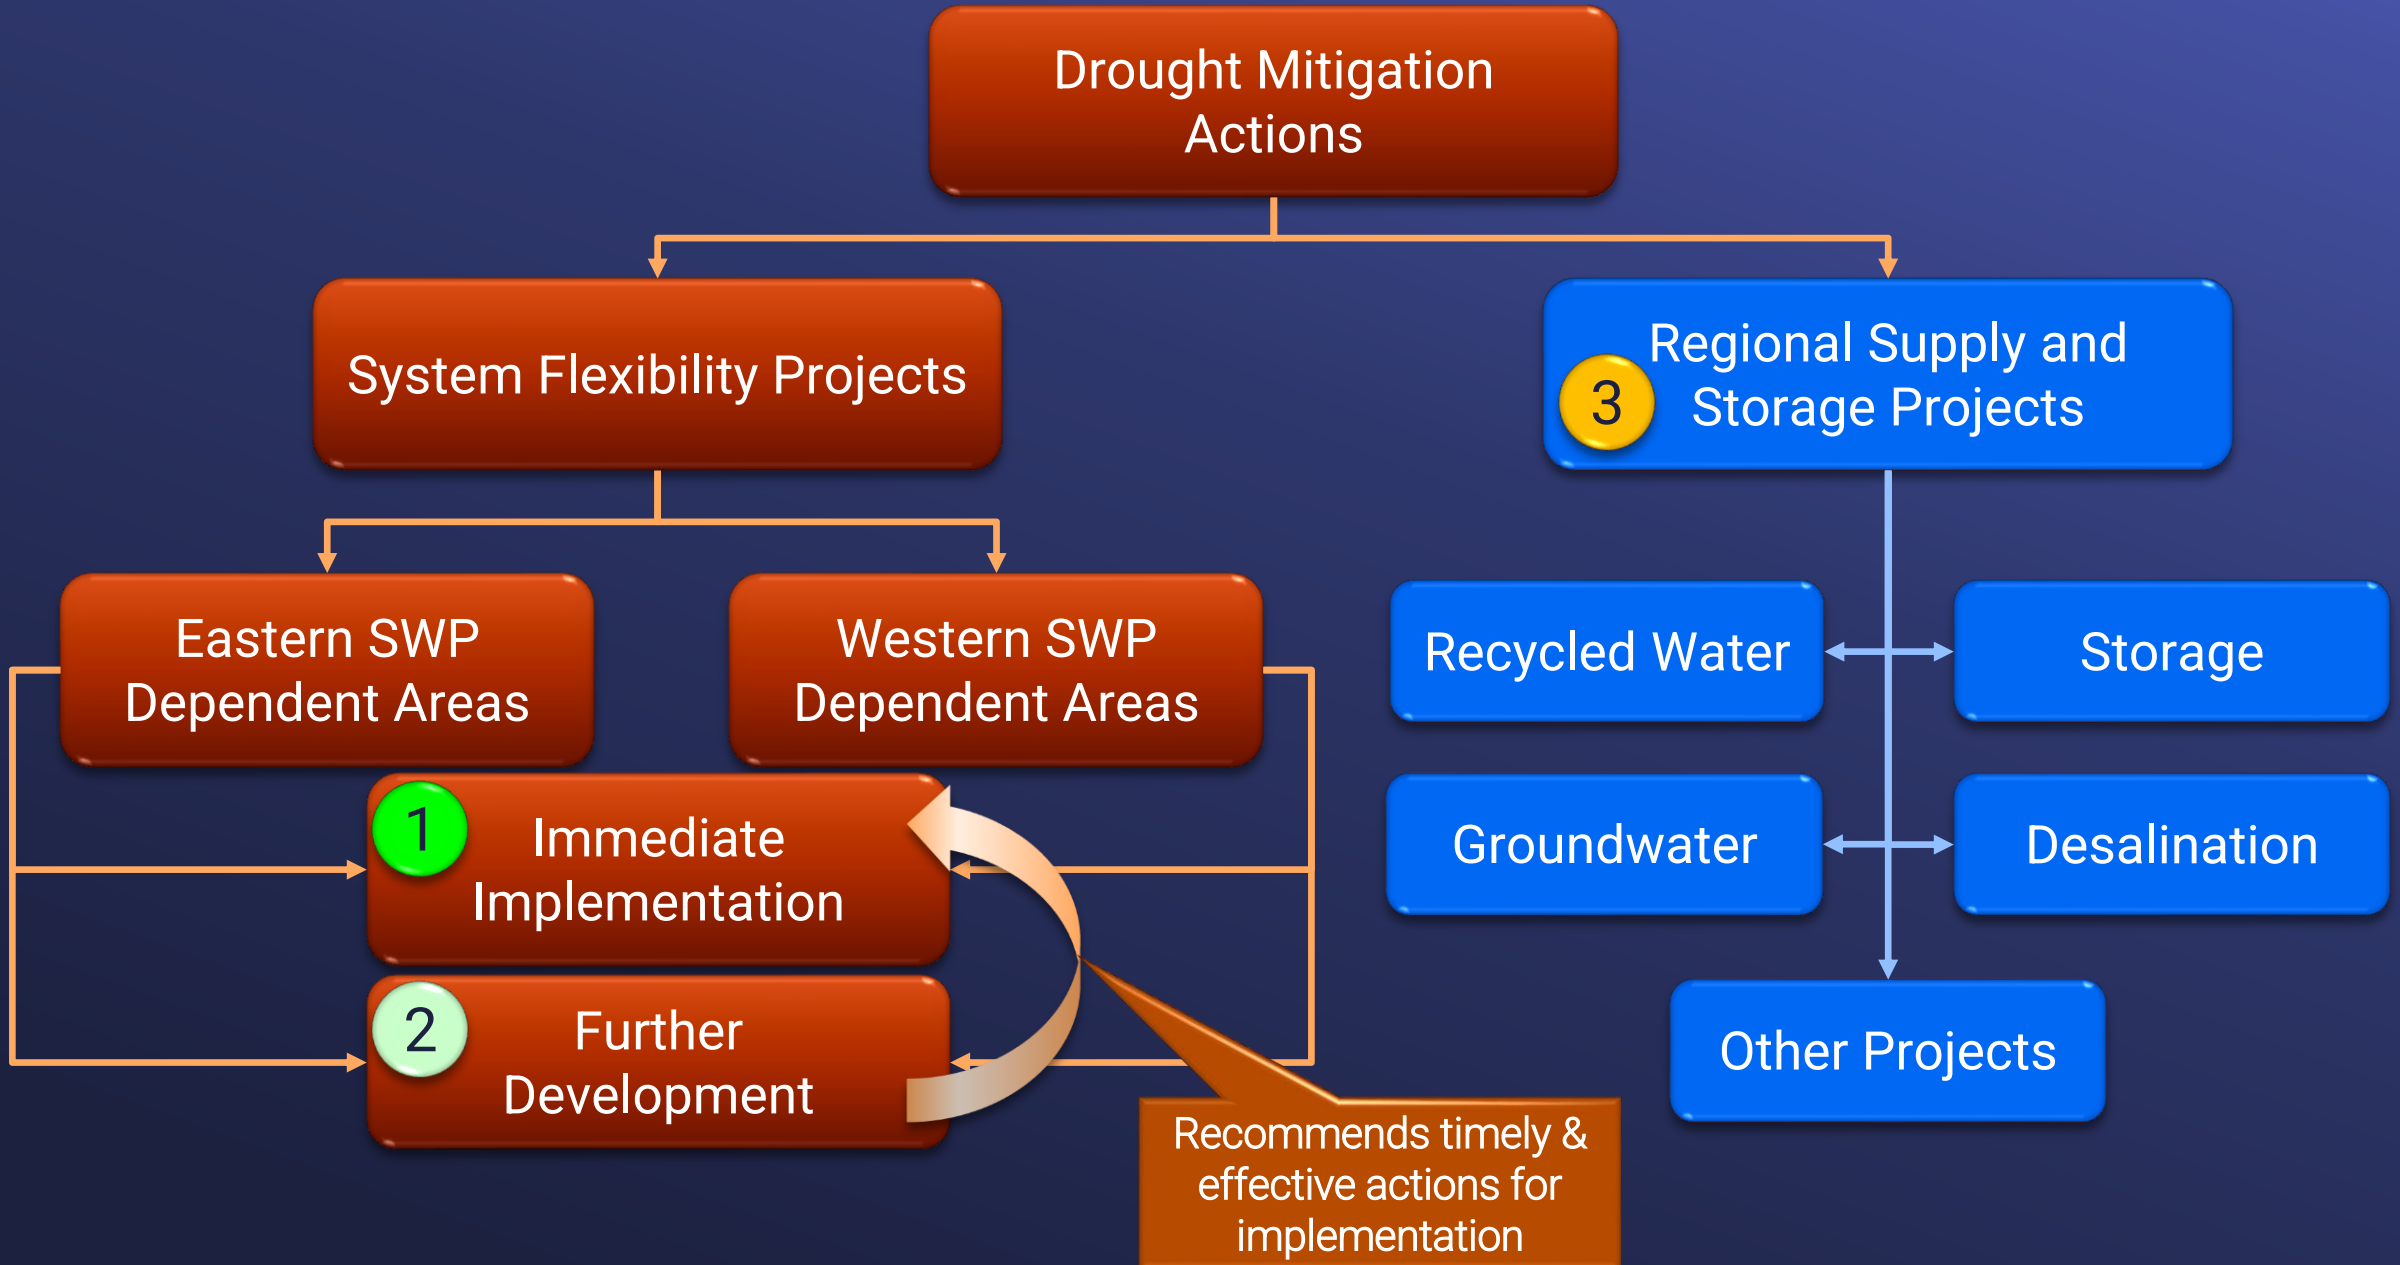 Drought Mitigation
Actions
System Flexibility Projects
Regional Supply and
Storage Projects
3
Eastern SWP
Dependent Areas
Western SWP
Dependent Areas
Recycled Water
Storage
1
Immediate
Implementation
Groundwater
Desalination
2
Further
Development
Other Projects
Recommends timely &
effective actions for
implementation